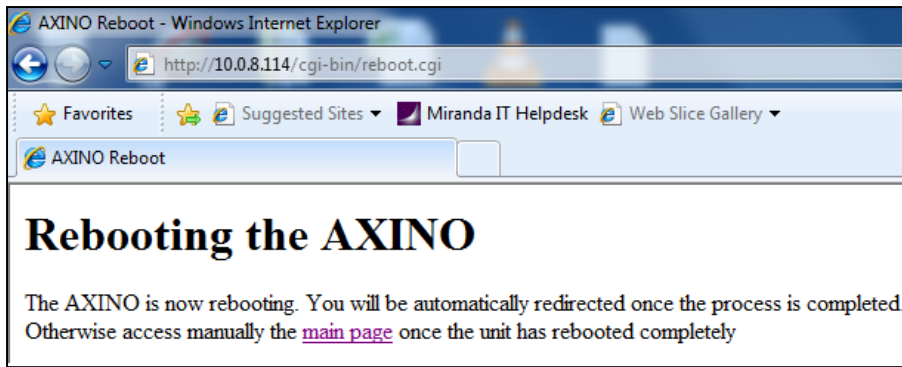 AXINO Reboot - Windows Internet Explorer
http://10.0.8.114/cgi-bin/reboot.cgi
Favorites Suggested Sites Miranda IT Helpdesk Web Slice Gallery
AXINO Reboot
Rebooting the AXINO
The AXINO is now rebooting. You will be automatically redirected once the process is completed.
Otherwise access manually the main page once the unit has rebooted completely